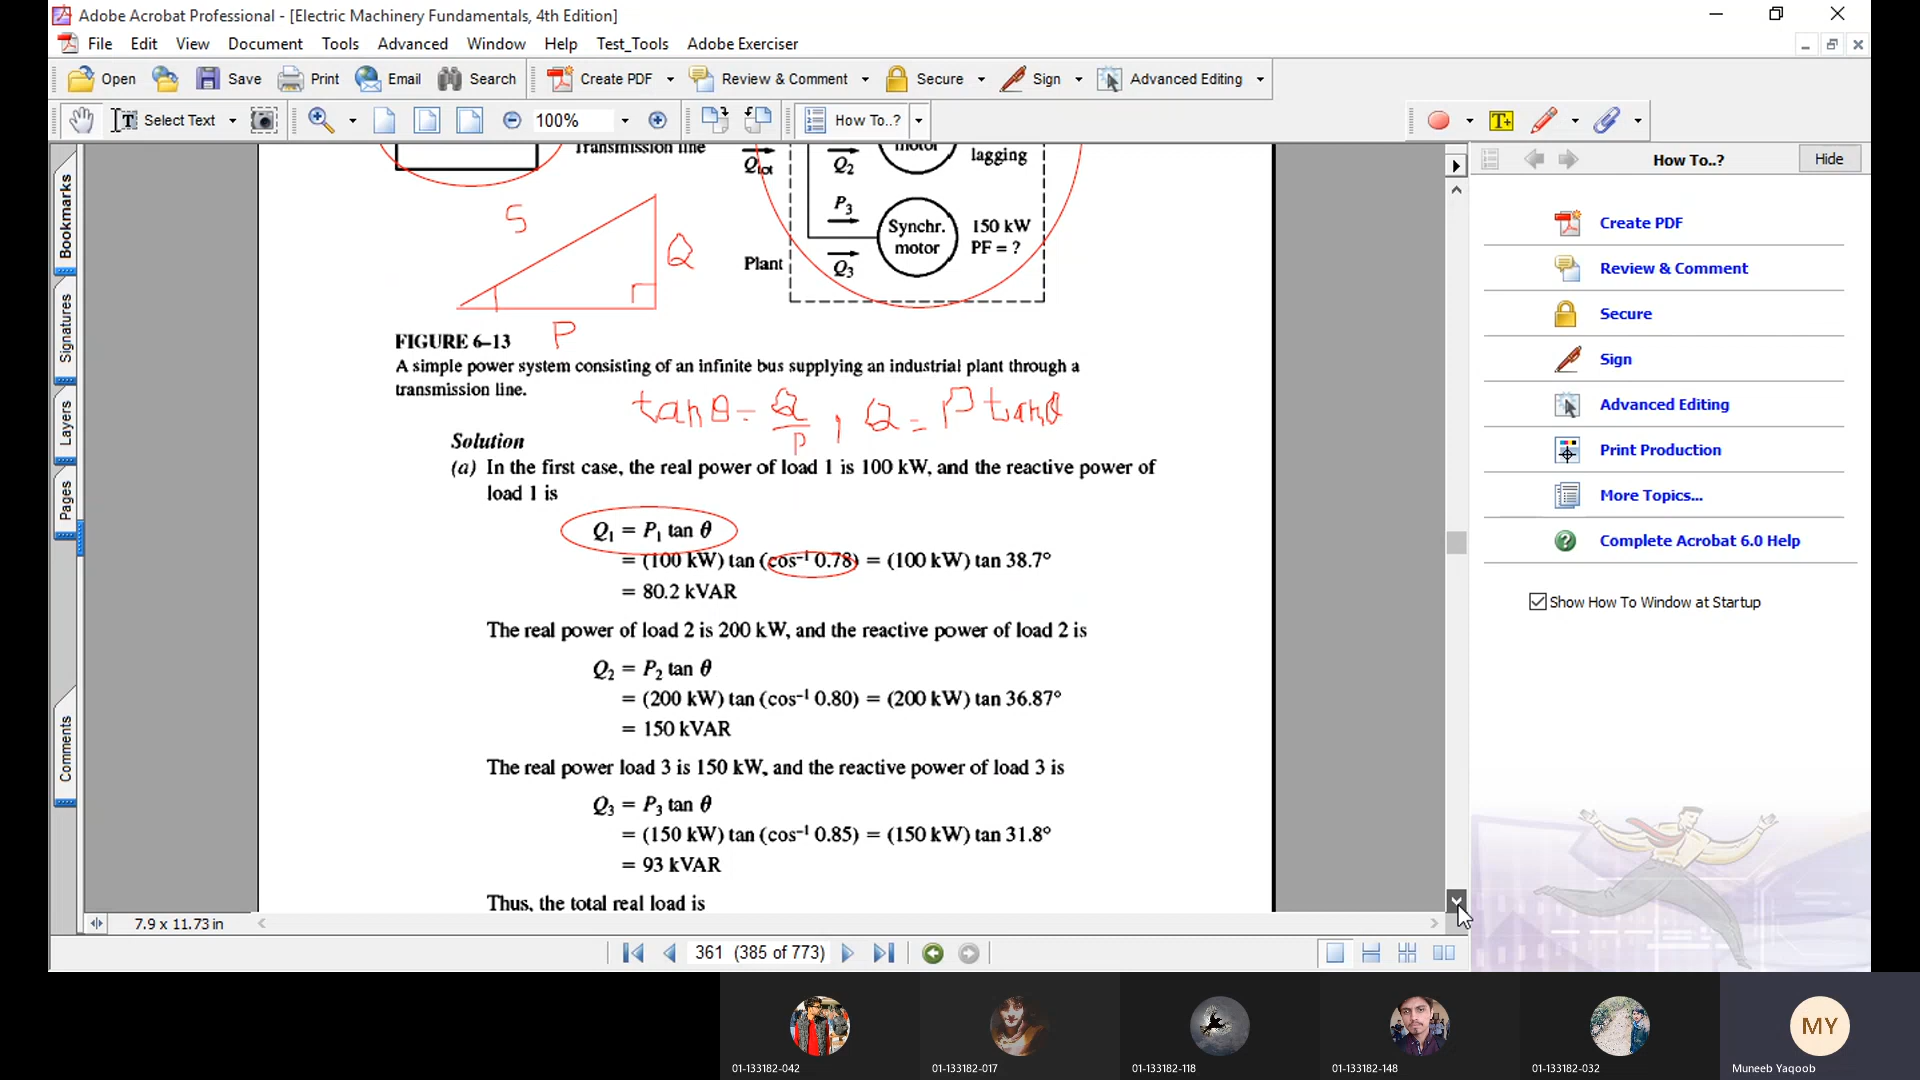 Adobe Acrobat Professional - [Electric Machinery Fundamentals, 4th Edition]
File Edit View Document Tools Advanced Window Help Test_Tools Adobe Exerciser
Open Save Print Email Search Create PDF Review & Comment Secure Sign Advanced Editing
Select Text 100% How To..?
How To..? Hide
Bookmarks
Signatures
Layers
Pages
Comments
Transmission line
Qtot
Q2
motor
lagging
P3
Synchr.
motor
150 kW
PF = ?
Plant
Q3
S
Q
P
FIGURE 6–13
A simple power system consisting of an infinite bus supplying an industrial plant through a
transmission line.
tanθ = Q/P , Q = P tanθ
Solution
(a) In the first case, the real power of load 1 is 100 kW, and the reactive power of
load 1 is
Q₁ = P₁ tan θ
= (100 kW) tan (cos⁻¹ 0.78) = (100 kW) tan 38.7°
= 80.2 kVAR
The real power of load 2 is 200 kW, and the reactive power of load 2 is
Q₂ = P₂ tan θ
= (200 kW) tan (cos⁻¹ 0.80) = (200 kW) tan 36.87°
= 150 kVAR
The real power load 3 is 150 kW, and the reactive power of load 3 is
Q₃ = P₃ tan θ
= (150 kW) tan (cos⁻¹ 0.85) = (150 kW) tan 31.8°
= 93 kVAR
Thus, the total real load is
Create PDF
Review & Comment
Secure
Sign
Advanced Editing
Print Production
More Topics...
Complete Acrobat 6.0 Help
Show How To Window at Startup
7.9 x 11.73 in
361 (385 of 773)
MY
01-133182-042
01-133182-017
01-133182-118
01-133182-148
01-133182-032
Muneeb Yaqoob